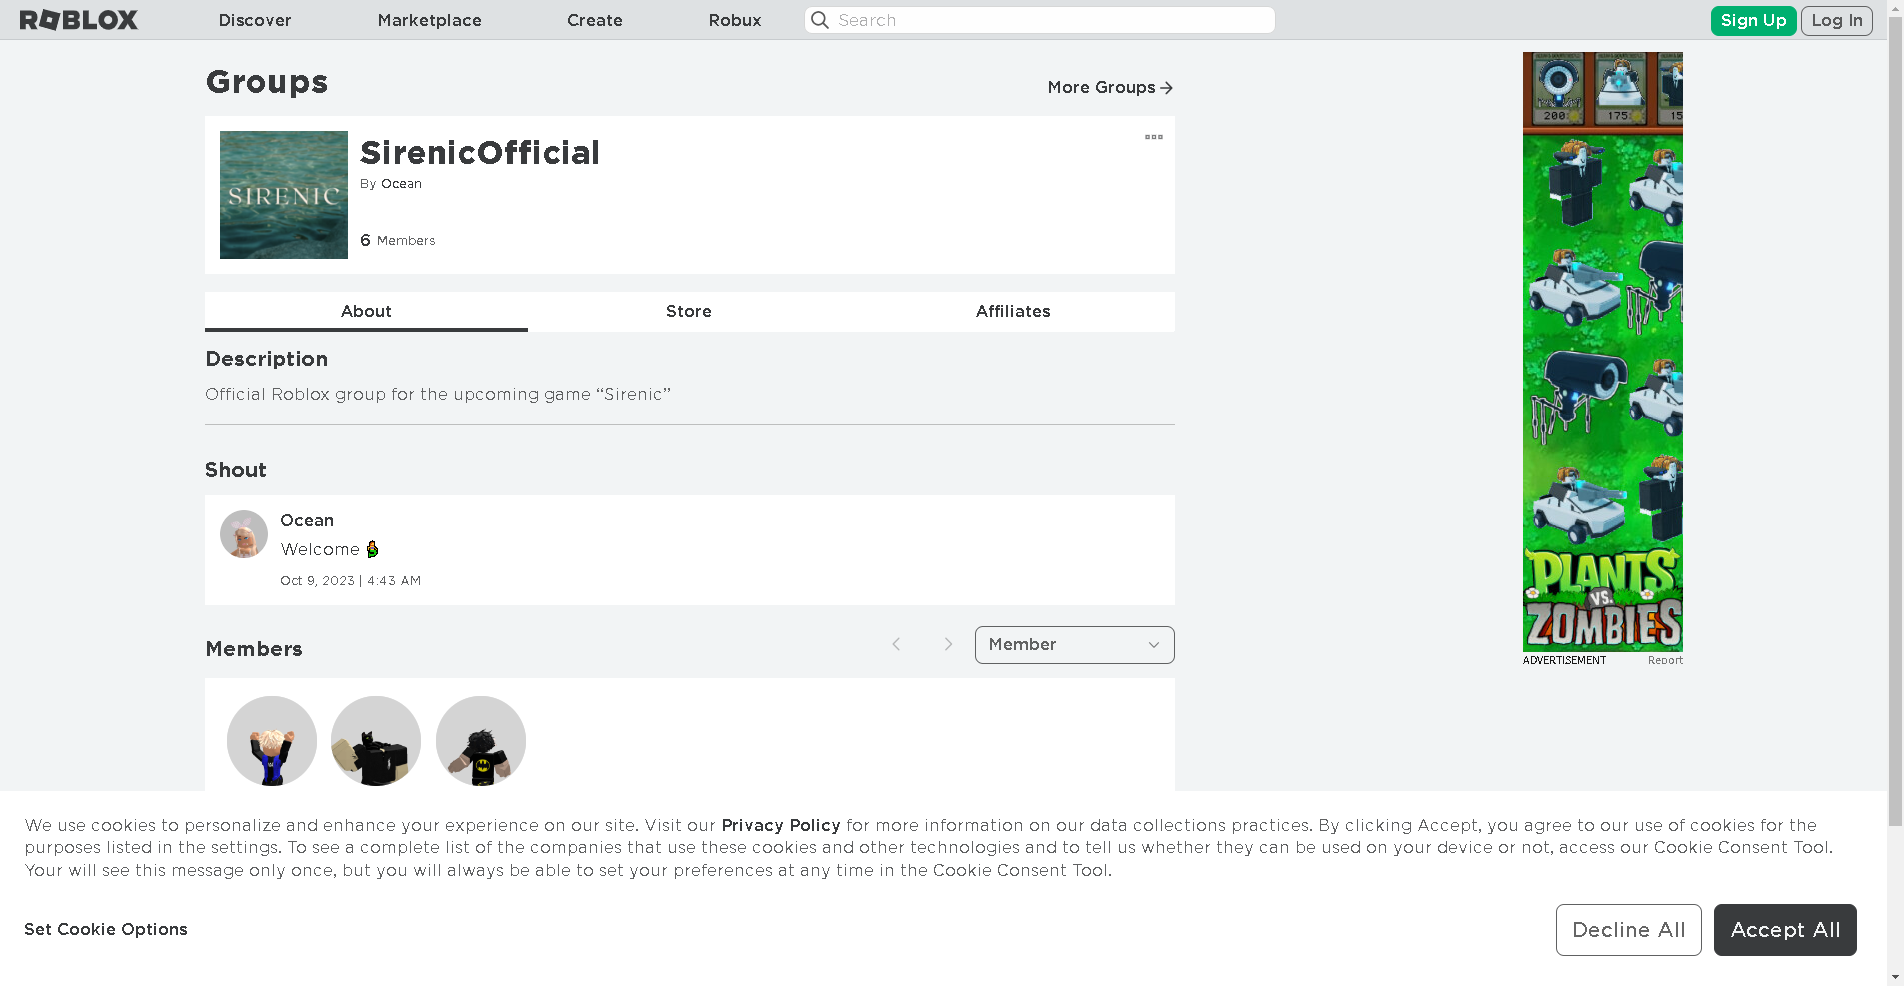 ROBLOX Discover Marketplace Create Robux Search Sign Up Log In
Groups
More Groups
SIRENIC
SirenicOfficial
By Ocean
6 Members
About Store Affiliates
Description
Official Roblox group for the upcoming game “Sirenic”
Shout
Ocean
Welcome
Oct 9, 2023 | 4:43 AM
Members
Member
200 175 15
PLANTS
VS.
ZOMBIES
ADVERTISEMENT Report
We use cookies to personalize and enhance your experience on our site. Visit our Privacy Policy for more information on our data collections practices. By clicking Accept, you agree to our use of cookies for the
purposes listed in the settings. To see a complete list of the companies that use these cookies and other technologies and to tell us whether they can be used on your device or not, access our Cookie Consent Tool.
Your will see this message only once, but you will always be able to set your preferences at any time in the Cookie Consent Tool.
Set Cookie Options
Decline All
Accept All